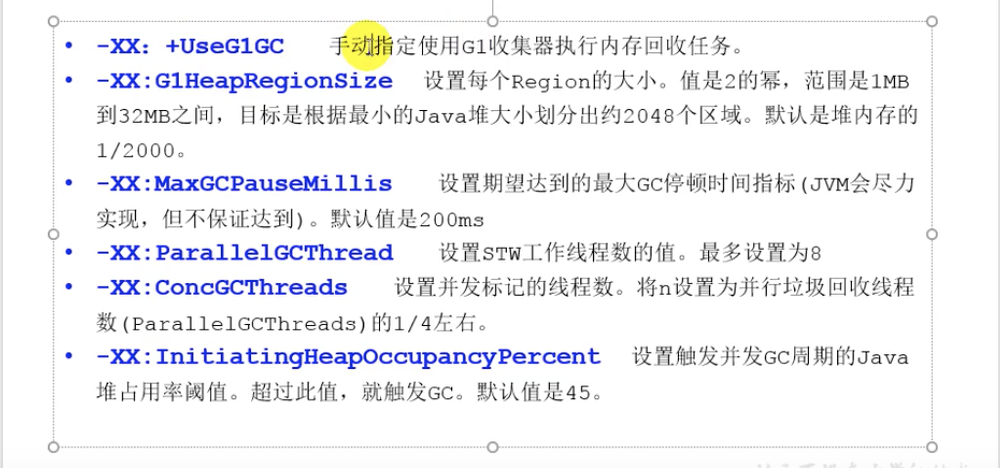 • -XX：+UseG1GC 手动指定使用G1收集器执行内存回收任务。
• -XX:G1HeapRegionSize 设置每个Region的大小。值是2的幂，范围是1MB
到32MB之间，目标是根据最小的Java堆大小划分出约2048个区域。默认是堆内存的
1/2000。
• -XX:MaxGCPauseMillis 设置期望达到的最大GC停顿时间指标(JVM会尽力
实现，但不保证达到)。默认值是200ms
• -XX:ParallelGCThread 设置STW工作线程数的值。最多设置为8
• -XX:ConcGCThreads 设置并发标记的线程数。将n设置为并行垃圾回收线程
数(ParallelGCThreads)的1/4左右。
• -XX:InitiatingHeapOccupancyPercent 设置触发并发GC周期的Java
堆占用率阈值。超过此值，就触发GC。默认值是45。